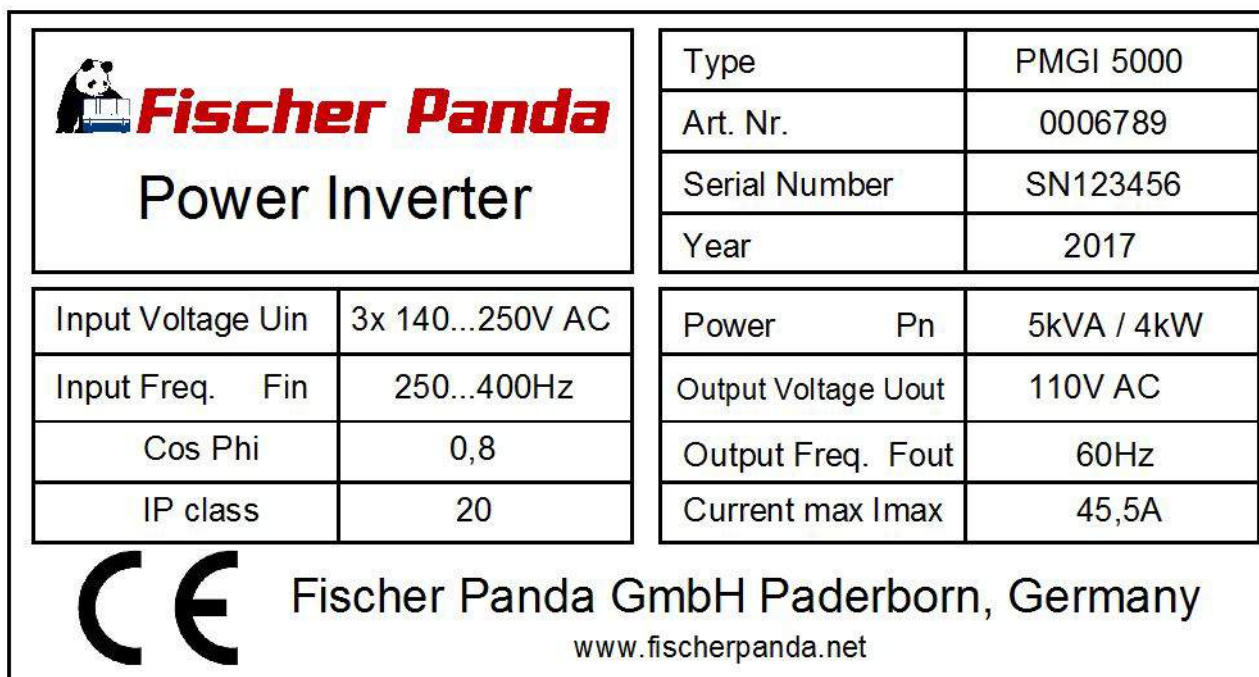 Fischer Panda
Power Inverter
Type PMGI 5000
Art. Nr. 0006789
Serial Number SN123456
Year 2017
Input Voltage Uin 3x 140...250V AC
Input Freq. Fin 250...400Hz
Cos Phi 0,8
IP class 20
Power Pn 5kVA / 4kW
Output Voltage Uout 110V AC
Output Freq. Fout 60Hz
Current max Imax 45,5A
CE Fischer Panda GmbH Paderborn, Germany
www.fischerpanda.net